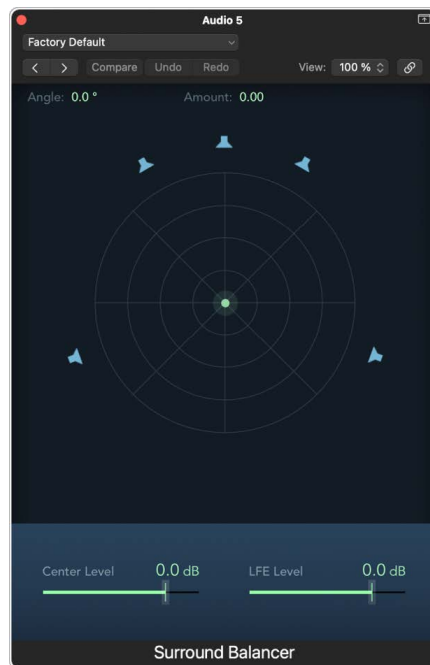 Audio 5
Factory Default
Compare Undo Redo View: 100 %
Angle: 0.0 ° Amount: 0.00
Center Level 0.0 dB LFE Level 0.0 dB
Surround Balancer